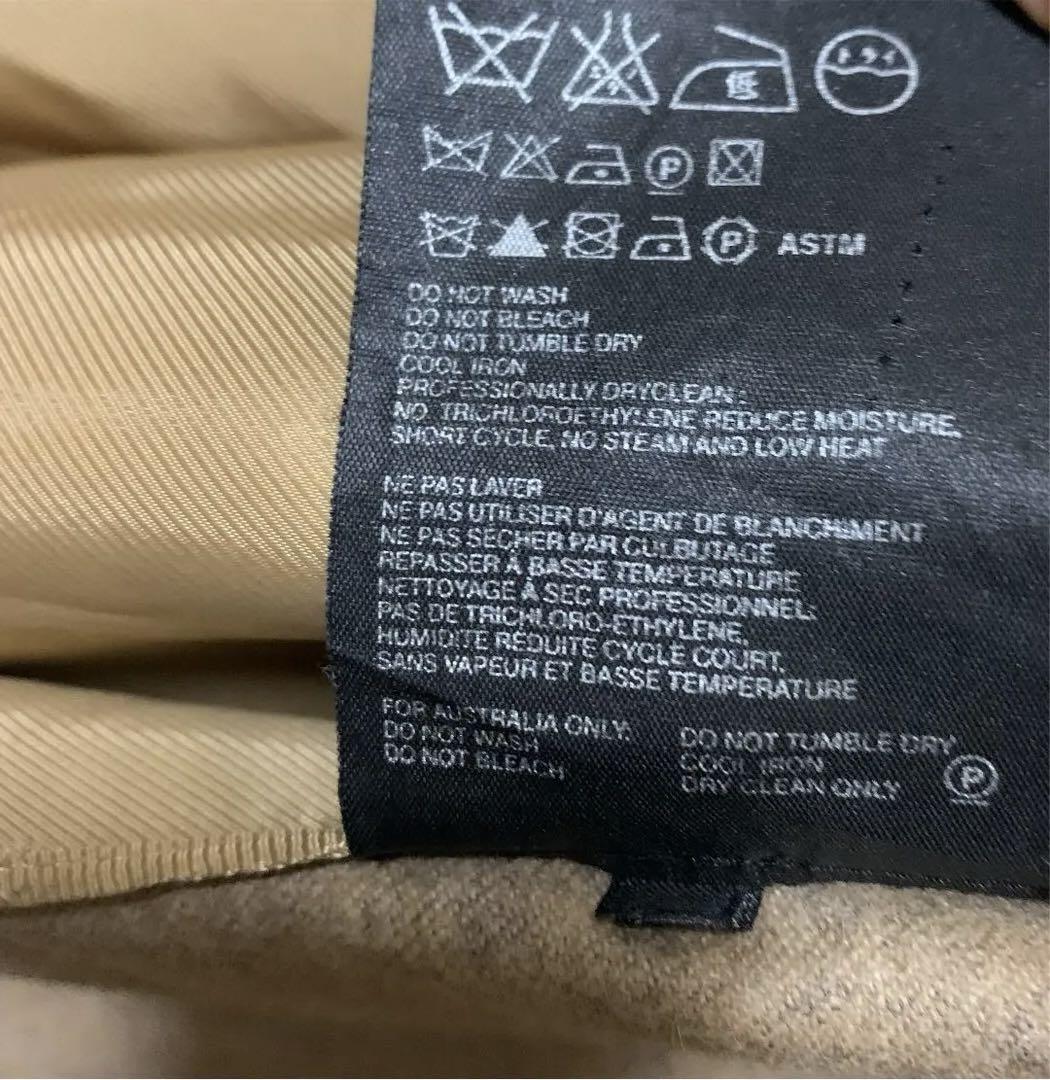 低
P
P ASTM
DO NOT WASH
DO NOT BLEACH
DO NOT TUMBLE DRY
COOL IRON
PROFESSIONALLY DRYCLEAN:
NO TRICHLOROETHYLENE REDUCE MOISTURE,
SHORT CYCLE, NO STEAM AND LOW HEAT
NE PAS LAVER
NE PAS UTILISER D'AGENT DE BLANCHIMENT
NE PAS SECHER PAR CULBUTAGE
REPASSER À BASSE TEMPERATURE
NETTOYAGE À SEC PROFESSIONNEL:
PAS DE TRICHLORO-ETHYLENE,
HUMIDITE REDUITE CYCLE COURT,
SANS VAPEUR ET BASSE TEMPERATURE
FOR AUSTRALIA ONLY:
DO NOT WASH
DO NOT BLEACH
DO NOT TUMBLE DRY
COOL IRON
DRY CLEAN ONLY
P